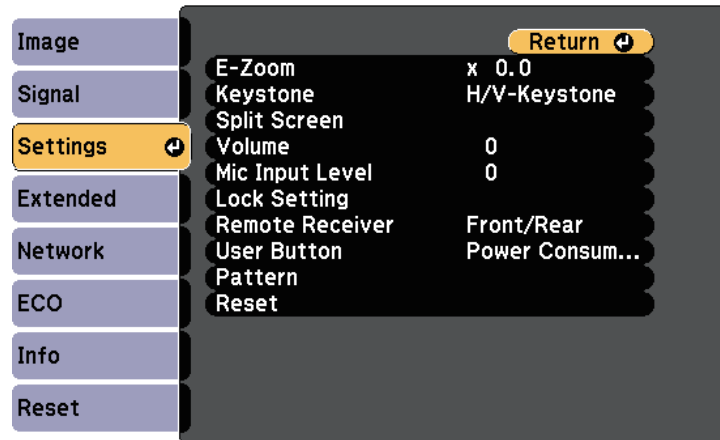 Image
Signal
Settings
Extended
Network
ECO
Info
Reset
Return
E-Zoom x 0.0
Keystone H/V-Keystone
Split Screen
Volume 0
Mic Input Level 0
Lock Setting
Remote Receiver Front/Rear
User Button Power Consum...
Pattern
Reset